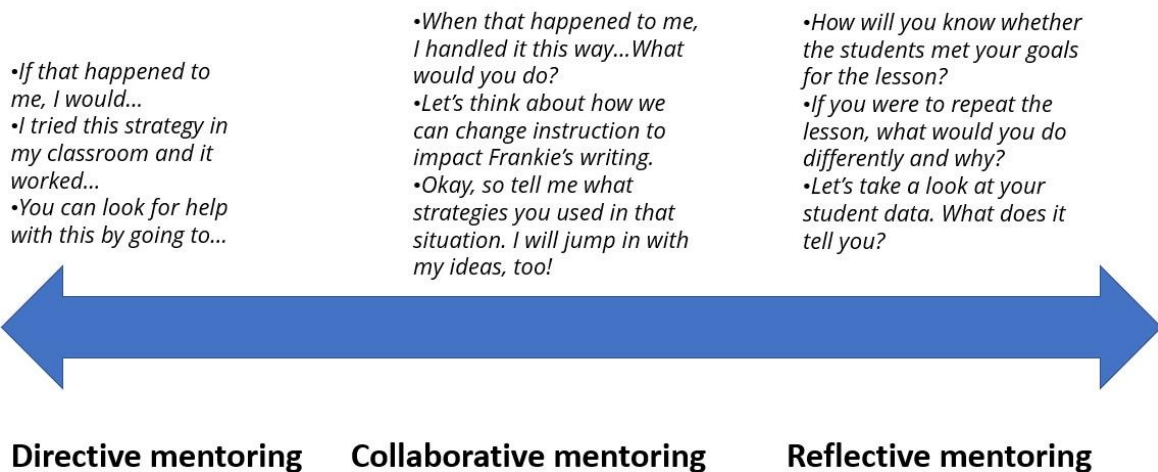 •If that happened to
me, I would…
•I tried this strategy in
my classroom and it
worked…
•You can look for help
with this by going to…
•When that happened to me,
I handled it this way…What
would you do?
•Let’s think about how we
can change instruction to
impact Frankie’s writing.
•Okay, so tell me what
strategies you used in that
situation. I will jump in with
my ideas, too!
•How will you know whether
the students met your goals
for the lesson?
•If you were to repeat the
lesson, what would you do
differently and why?
•Let’s take a look at your
student data. What does it
tell you?
Directive mentoring
Collaborative mentoring
Reflective mentoring